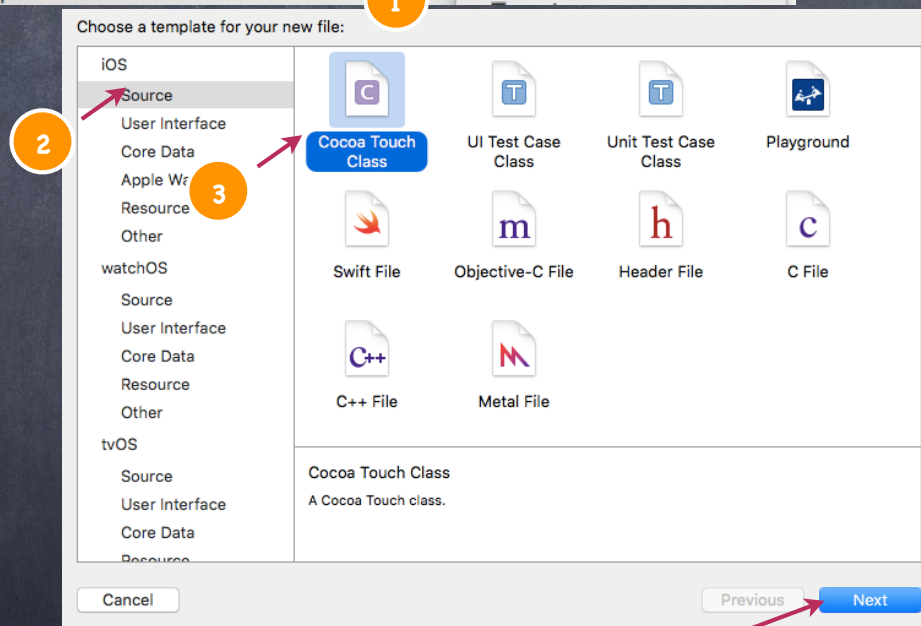 1
Choose a template for your new file:
iOS
Source
User Interface
Core Data
Apple Wa
Resource
Other
watchOS
Source
User Interface
Core Data
Resource
Other
tvOS
Source
User Interface
Core Data
Resource
2
3
C
Cocoa Touch
Class
T
UI Test Case
Class
T
Unit Test Case
Class
Playground
Swift File
m
Objective-C File
h
Header File
c
C File
C++
C++ File
Metal File
Cocoa Touch Class
A Cocoa Touch class.
Cancel
Previous
Next